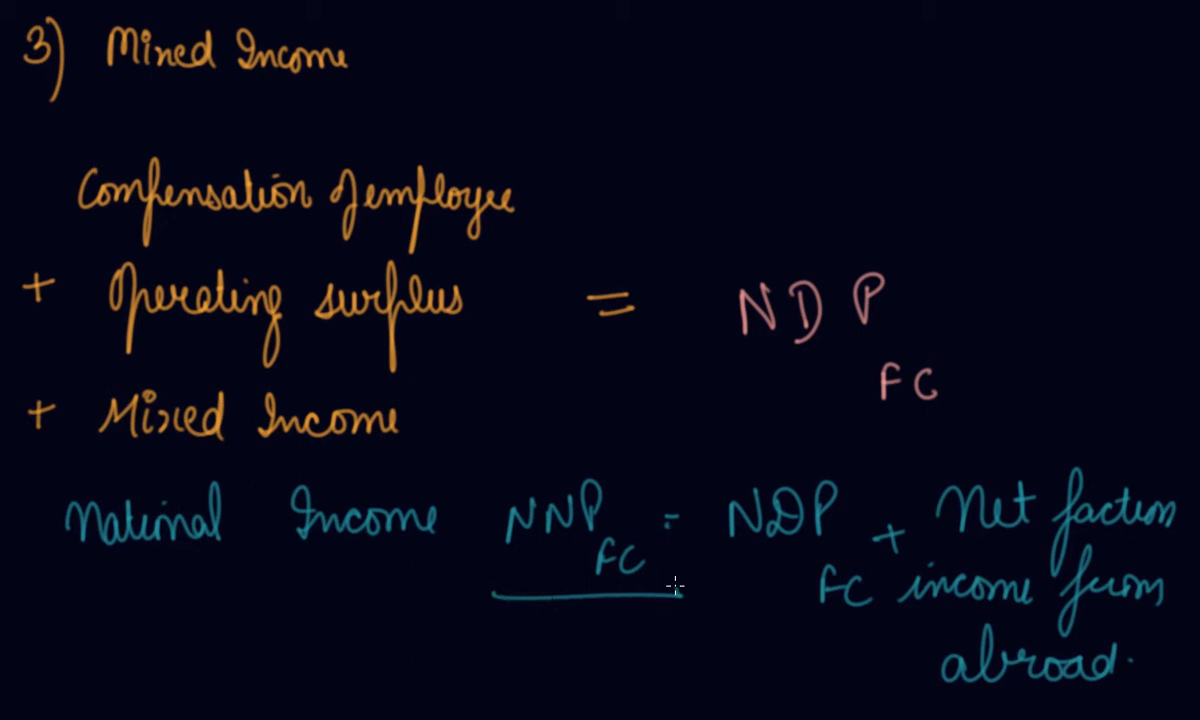 3) Mixed Income
Compensation of employee
+ Operating surplus = NDP
FC
+ Mixed Income
National Income NNP FC = NDP FC + Net faction
income from
abroad.